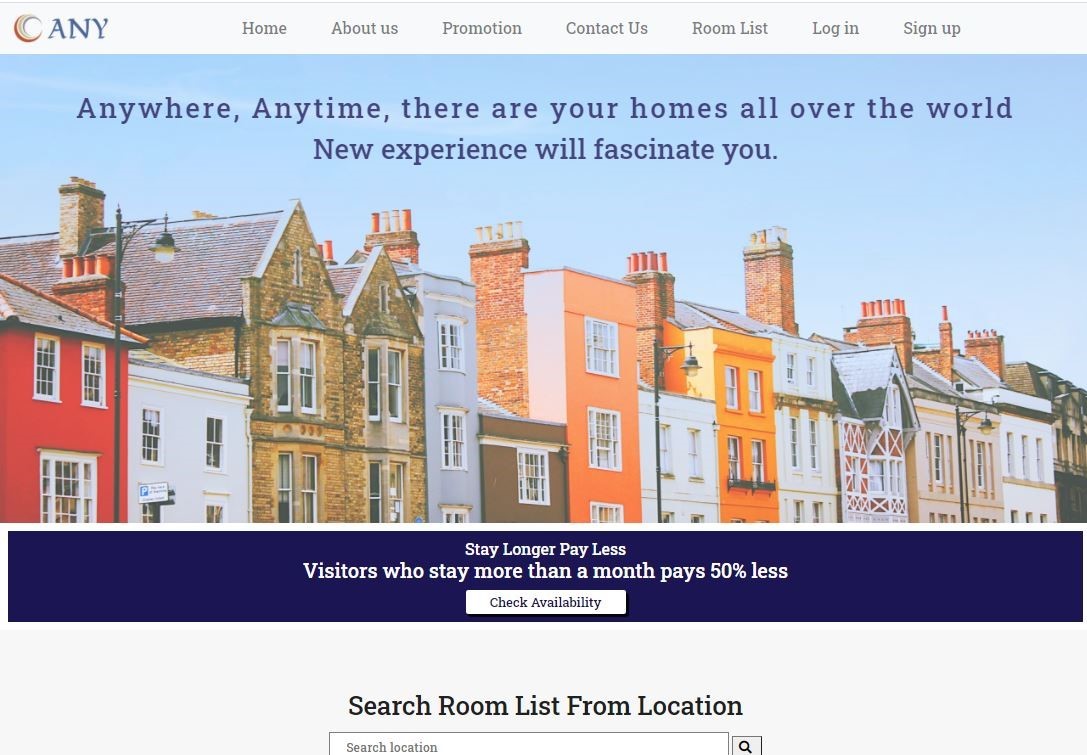 ANY
Home About us Promotion Contact Us Room List Log in Sign up
Anywhere, Anytime, there are your homes all over the world
New experience will fascinate you.
Stay Longer Pay Less
Visitors who stay more than a month pays 50% less
Check Availability
Search Room List From Location
Search location